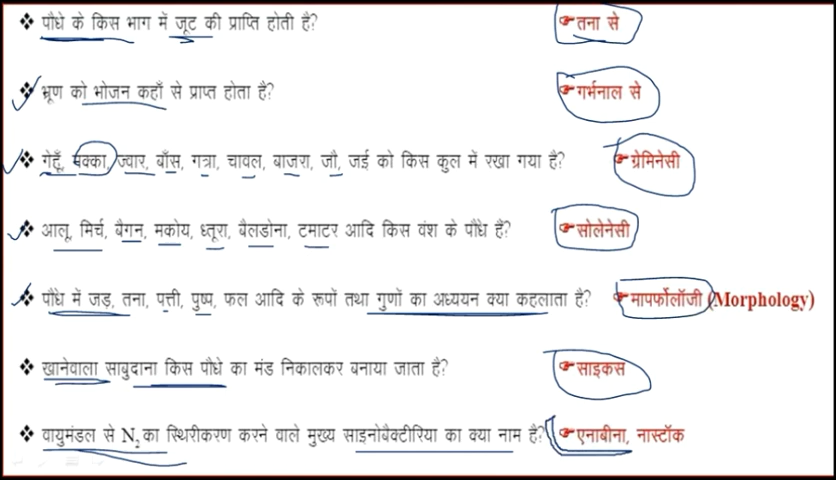 ❖ पौधे के किस भाग में जूट की प्राप्ति होती है? ☞ तना से
❖ भ्रूण को भोजन कहाँ से प्राप्त होता है? ☞ गर्भनाल से
❖ गेहूँ, मक्का, ज्वार, बाँस, गन्ना, चावल, बाजरा, जौ, जई को किस कुल में रखा गया है? ☞ ग्रेमिनेसी
❖ आलू, मिर्च, बैगन, मकोय, ध्तूरा, बैलडोना, टमाटर आदि किस वंश के पौधे है? ☞ सोलेनेसी
❖ पौधे में जड़, तना, पत्ती, पुष्प, फल आदि के रूपों तथा गुणों का अध्ययन क्या कहलाता है? ☞ मापर्फोलॉजी (Morphology)
❖ खानेवाला साबुदाना किस पौधे का मंड निकालकर बनाया जाता है? ☞ साइकस
❖ वायुमंडल से N₂ का स्थिरीकरण करने वाले मुख्य साइनोबैक्टीरिया का क्या नाम है? ☞ एनाबीना, नास्टॉक